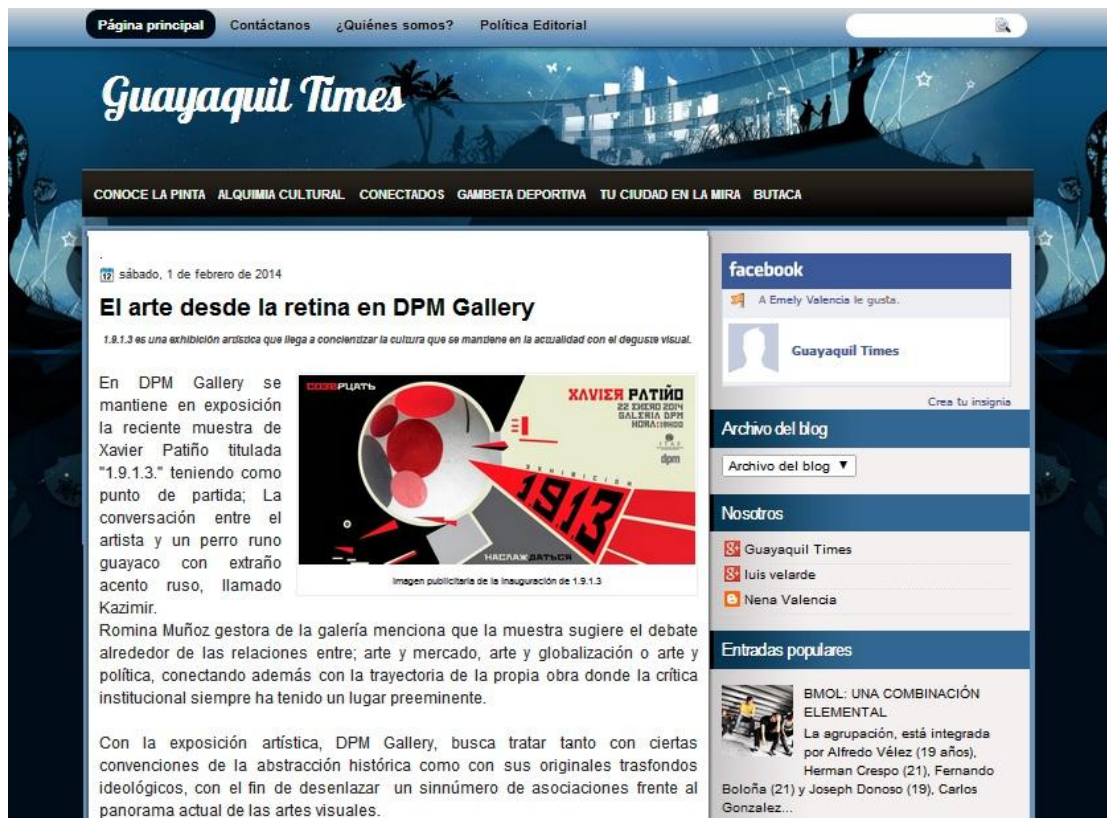 Página principal Contáctanos ¿Quiénes somos? Política Editorial
Guayaquil Times
CONOCE LA PINTA ALQUIMIA CULTURAL CONECTADOS GAMBETA DEPORTIVA TU CIUDAD EN LA MIRA BUTACA
.
12 sábado, 1 de febrero de 2014
El arte desde la retina en DPM Gallery
1.9.1.3 es una exhibición artística que llega a concientizar la cultura que se mantiene en la actualidad con el deguste visual.
En DPM Gallery se
mantiene en exposición
la reciente muestra de
Xavier Patiño titulada
"1.9.1.3." teniendo como
punto de partida; La
conversación entre el
artista y un perro runo
guayaco con extraño
acento ruso, llamado
Kazimir.
СОЗЕРЦАТЬ
XAVIEЯ PATIÑO
22 ENERO 2014
GALERIA DPM
HORA:19H00
ITAE
dpm
EXHIBICION
1.9.1.3
НАСЛАЖДАТЬСЯ
Imagen publicitaria de la inauguración de 1.9.1.3
Romina Muñoz gestora de la galería menciona que la muestra sugiere el debate
alrededor de las relaciones entre; arte y mercado, arte y globalización o arte y
política, conectando además con la trayectoria de la propia obra donde la crítica
institucional siempre ha tenido un lugar preeminente.
Con la exposición artística, DPM Gallery, busca tratar tanto con ciertas
convenciones de la abstracción histórica como con sus originales trasfondos
ideológicos, con el fin de desenlazar un sinnúmero de asociaciones frente al
panorama actual de las artes visuales.
facebook
A Emely Valencia le gusta.
Guayaquil Times
Crea tu insignia
Archivo del blog
Archivo del blog ▼
Nosotros
Guayaquil Times
luis velarde
Nena Valencia
Entradas populares
BMOL: UNA COMBINACIÓN
ELEMENTAL
La agrupación, está integrada
por Alfredo Vélez (19 años),
Herman Crespo (21), Fernando
Boloña (21) y Joseph Donoso (19), Carlos
Gonzalez...